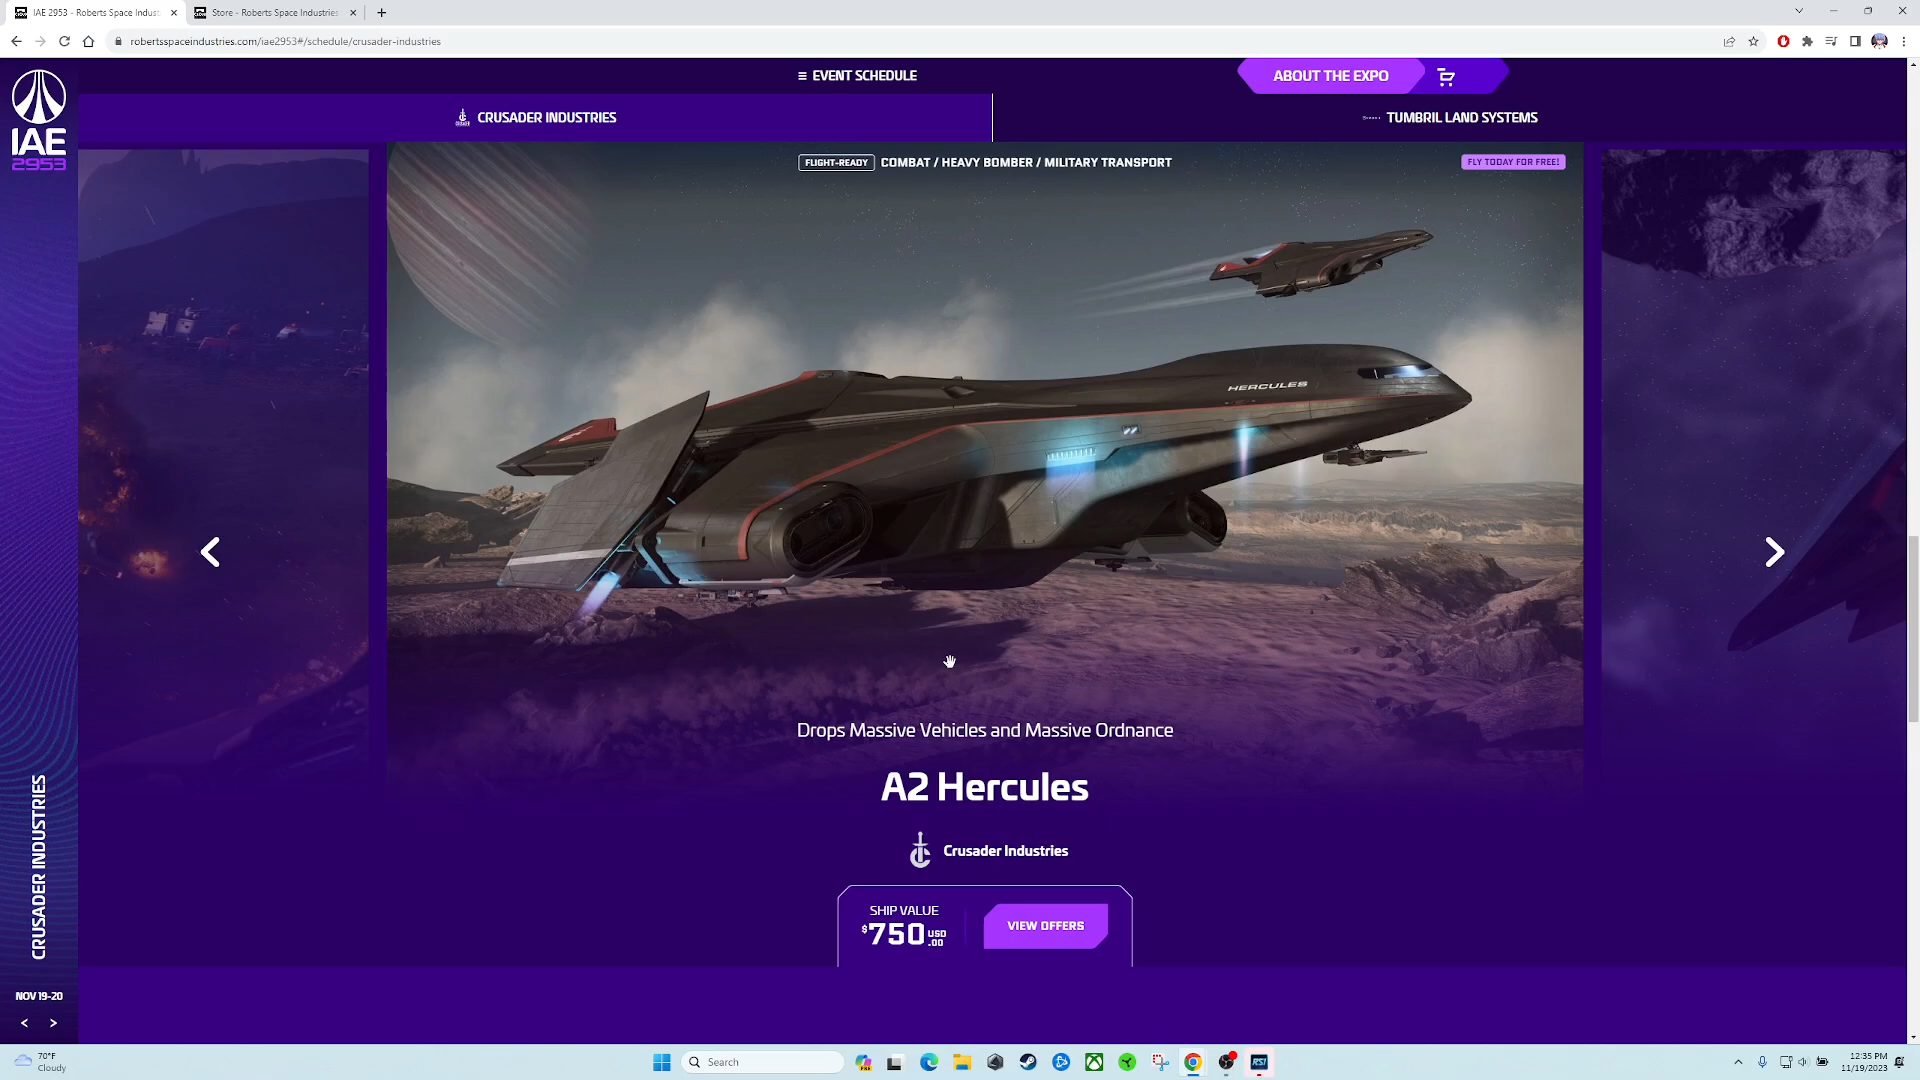 IAE 2953 - Roberts Space Indust
Store - Roberts Space Industries
robertsspaceindustries.com/iae2953#/schedule/crusader-industries
IAE
2953
EVENT SCHEDULE
ABOUT THE EXPO
CRUSADER INDUSTRIES
TUMBRIL LAND SYSTEMS
FLIGHT-READY COMBAT / HEAVY BOMBER / MILITARY TRANSPORT
FLY TODAY FOR FREE!
HERCULES
Drops Massive Vehicles and Massive Ordnance
A2 Hercules
Crusader Industries
SHIP VALUE
$750.00 USD
VIEW OFFERS
CRUSADER INDUSTRIES
NOV 19-20
< >
70°F
Cloudy
Search
RSI
12:35 PM
11/19/2023